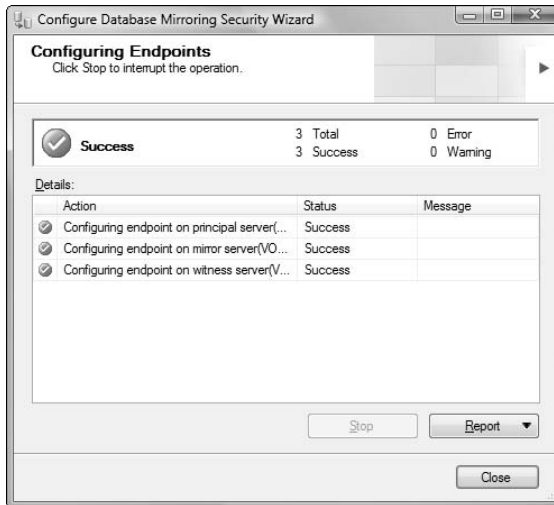 Configure Database Mirroring Security Wizard
Configuring Endpoints
Click Stop to interrupt the operation.
Success
3 Total
0 Error
3 Success
0 Warning
Details:
Action Status Message
Configuring endpoint on principal server(... Success
Configuring endpoint on mirror server(VO... Success
Configuring endpoint on witness server(V... Success
Stop
Report
Close